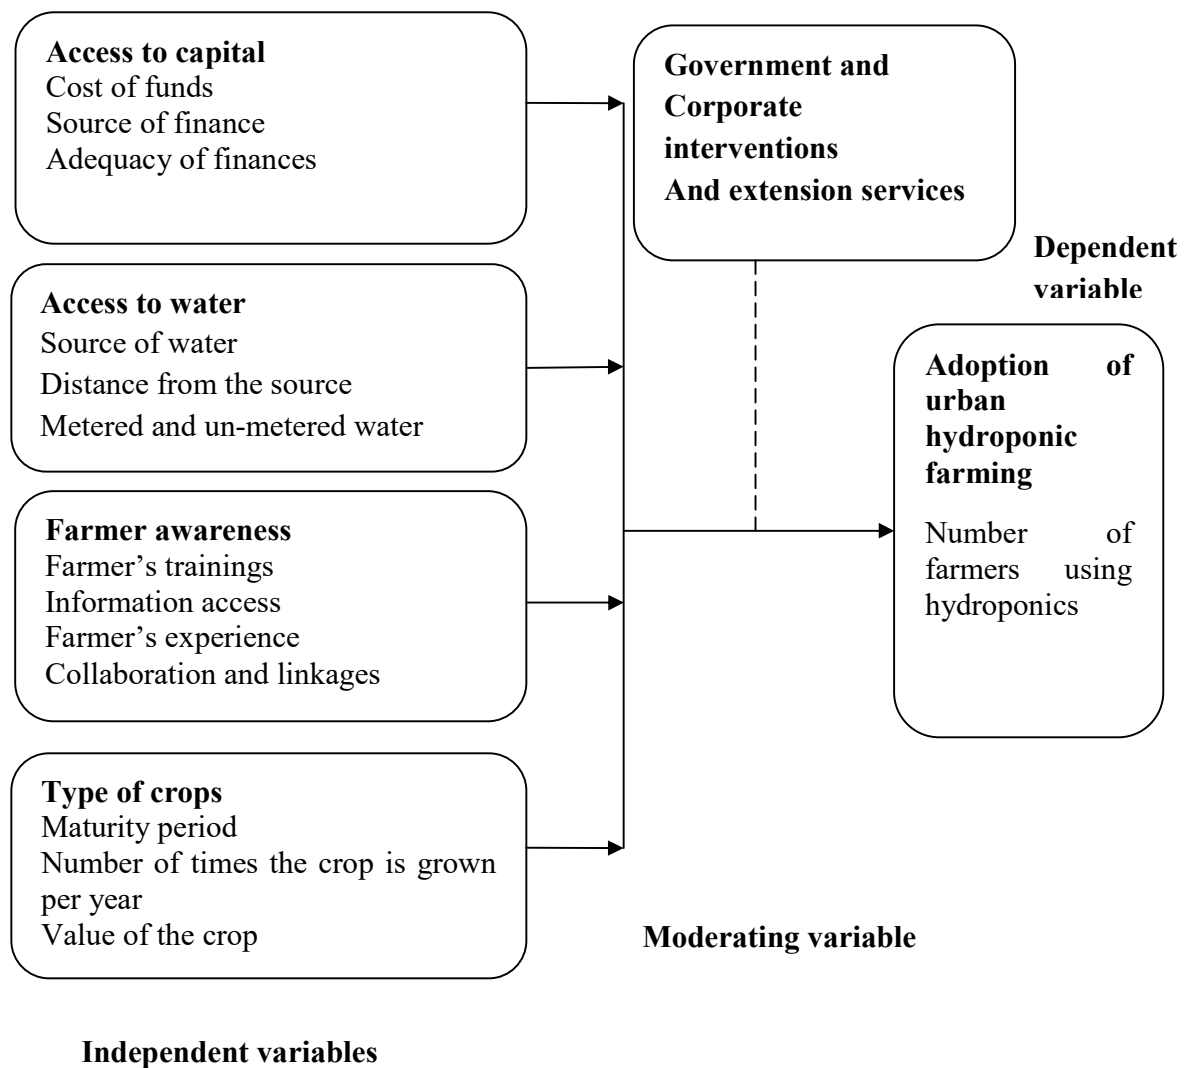 Access to capital
Cost of funds
Source of finance
Adequacy of finances
Government and
Corporate
interventions
And extension services
Dependent
variable
Access to water
Source of water
Distance from the source
Metered and un-metered water
Adoption of
urban
hydroponic
farming
Number of
farmers using
hydroponics
Farmer awareness
Farmer’s trainings
Information access
Farmer’s experience
Collaboration and linkages
Type of crops
Maturity period
Number of times the crop is grown
per year
Value of the crop
Moderating variable
Independent variables